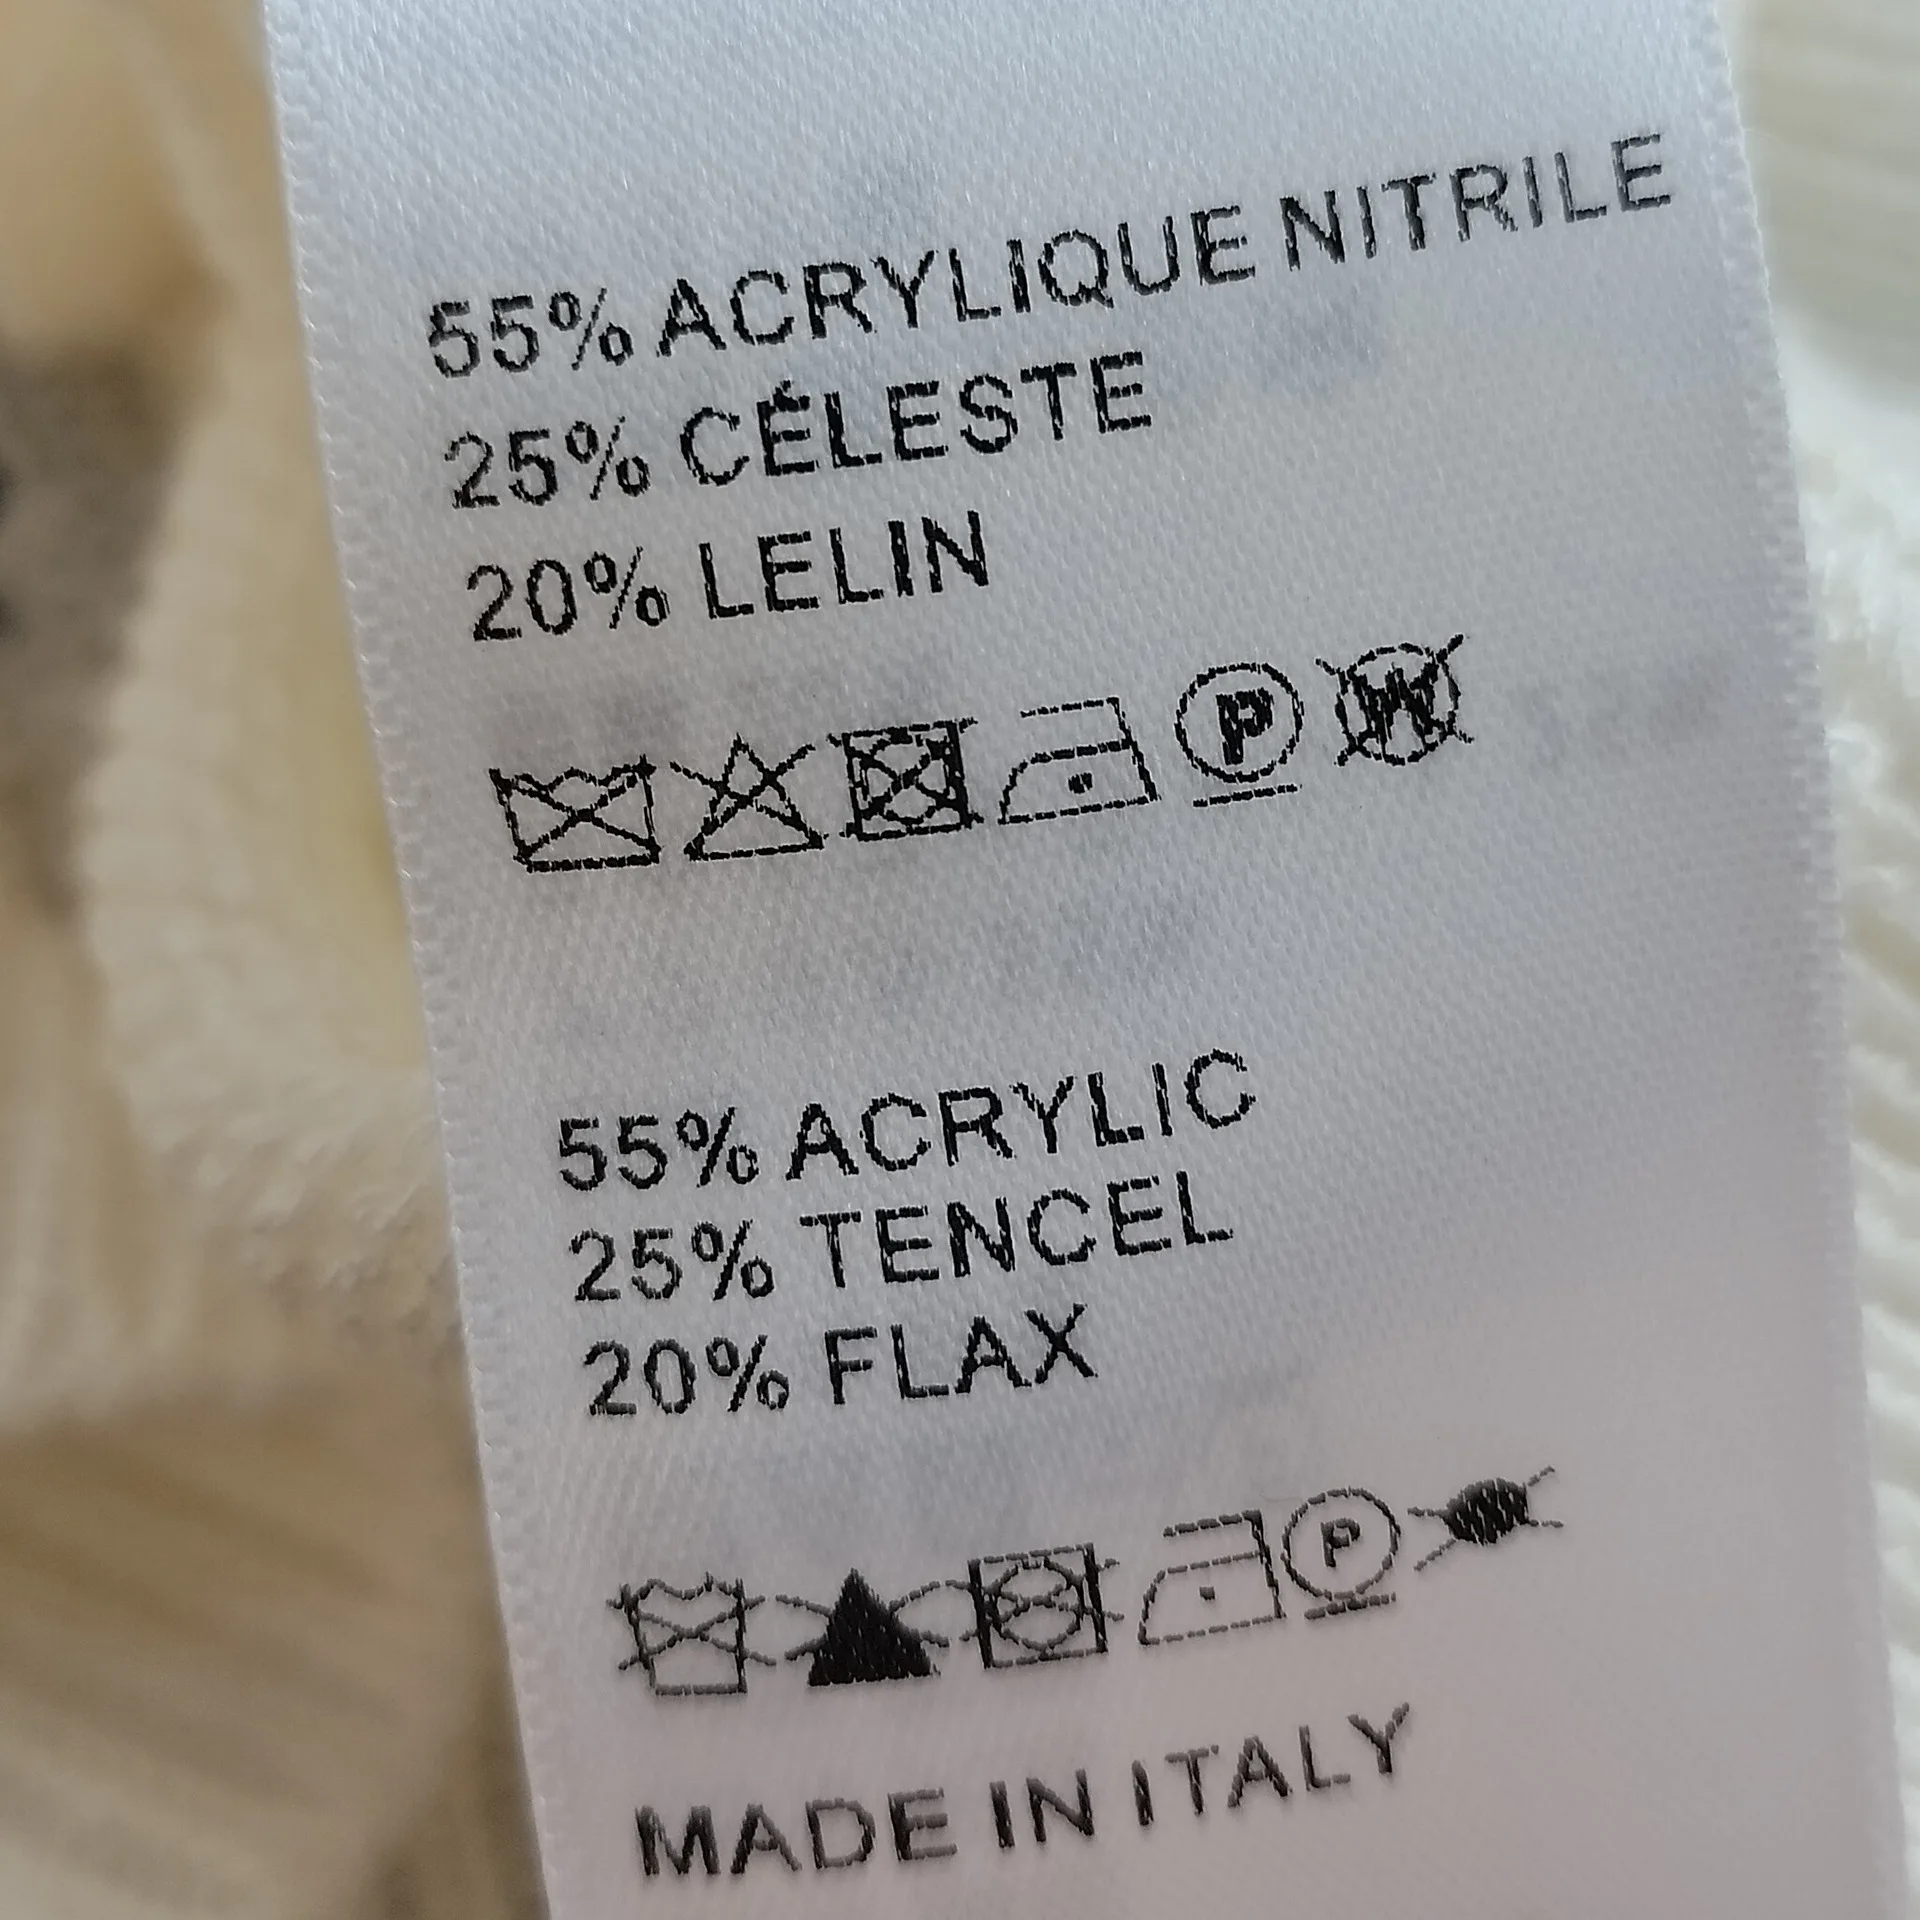 55% ACRYLIQUE NITRILE
25% CÉLESTE
20% LELIN
P W
55% ACRYLIC
25% TENCEL
20% FLAX
P
MADE IN ITALY